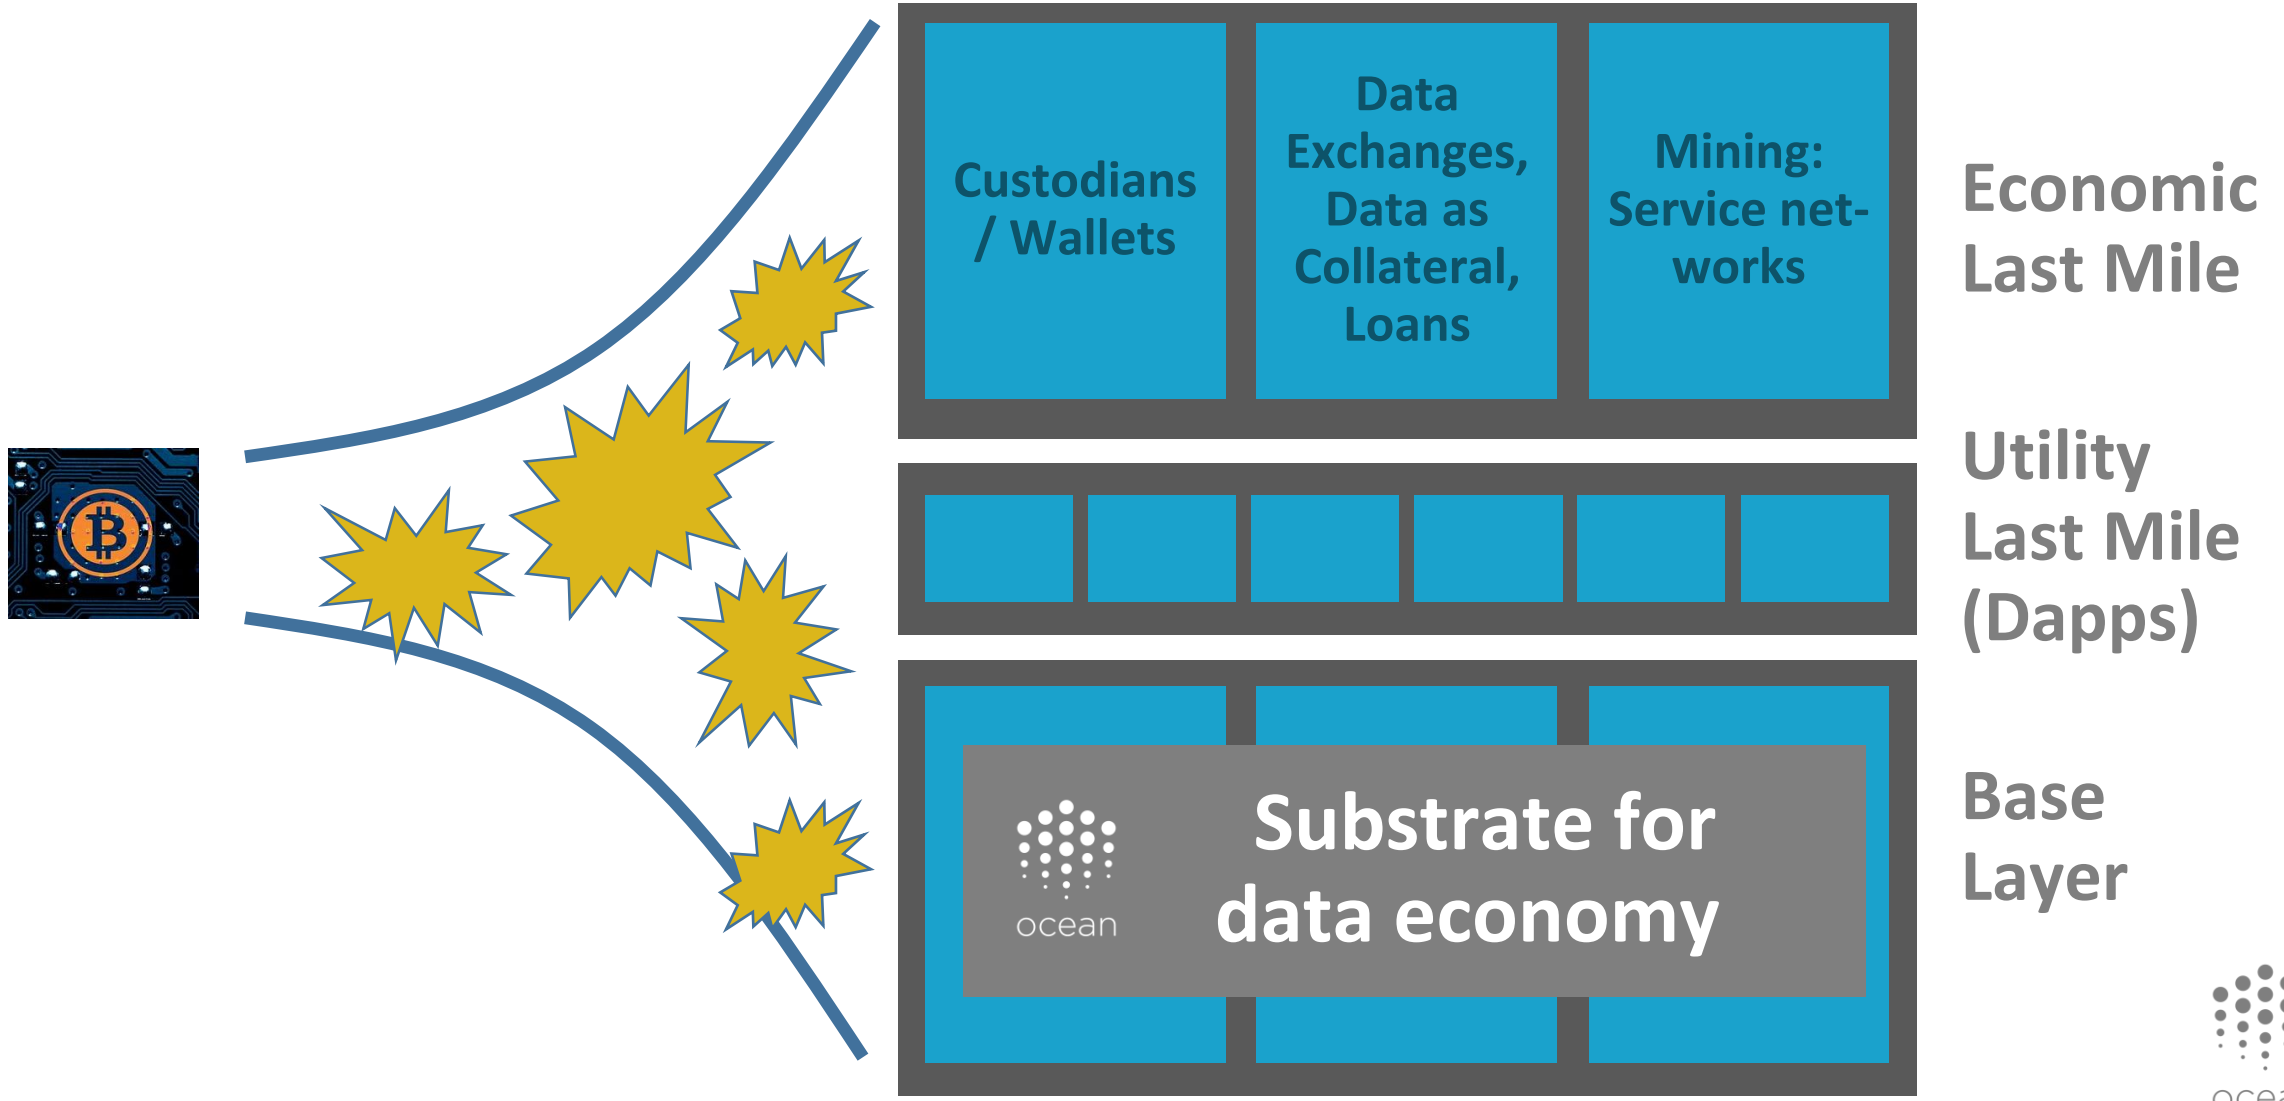 Custodians
/ Wallets
Data
Exchanges,
Data as
Collateral,
Loans
Mining:
Service net-
works
Economic
Last Mile
Utility
Last Mile
(Dapps)
Substrate for
data economy
ocean
Base
Layer